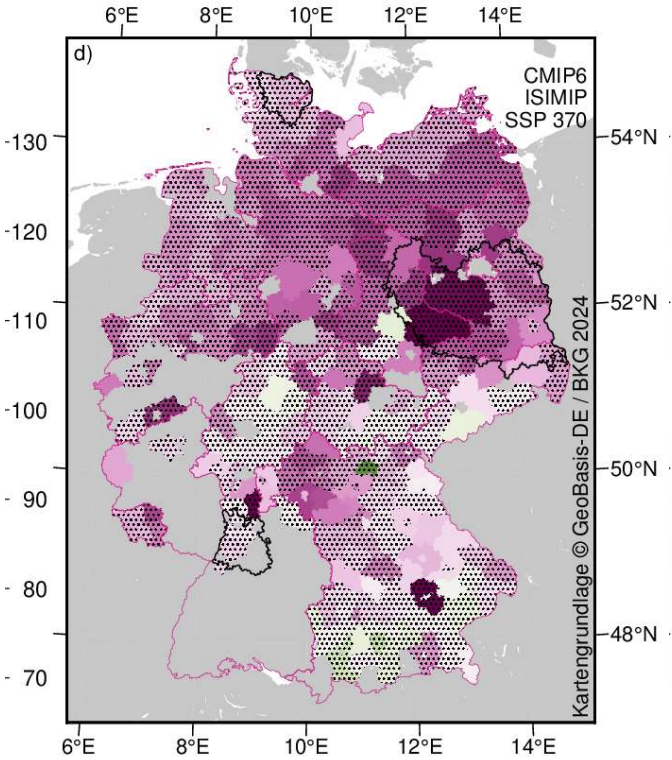 6°E 8°E 10°E 12°E 14°E
d)
CMIP6
ISIMIP
SSP 370
-130
54°N -
-120
-110
52°N -
-100
50°N -
- 90
- 80
48°N -
- 70
Kartengrundlage © GeoBasis-DE / BKG 2024
6°E 8°E 10°E 12°E 14°E